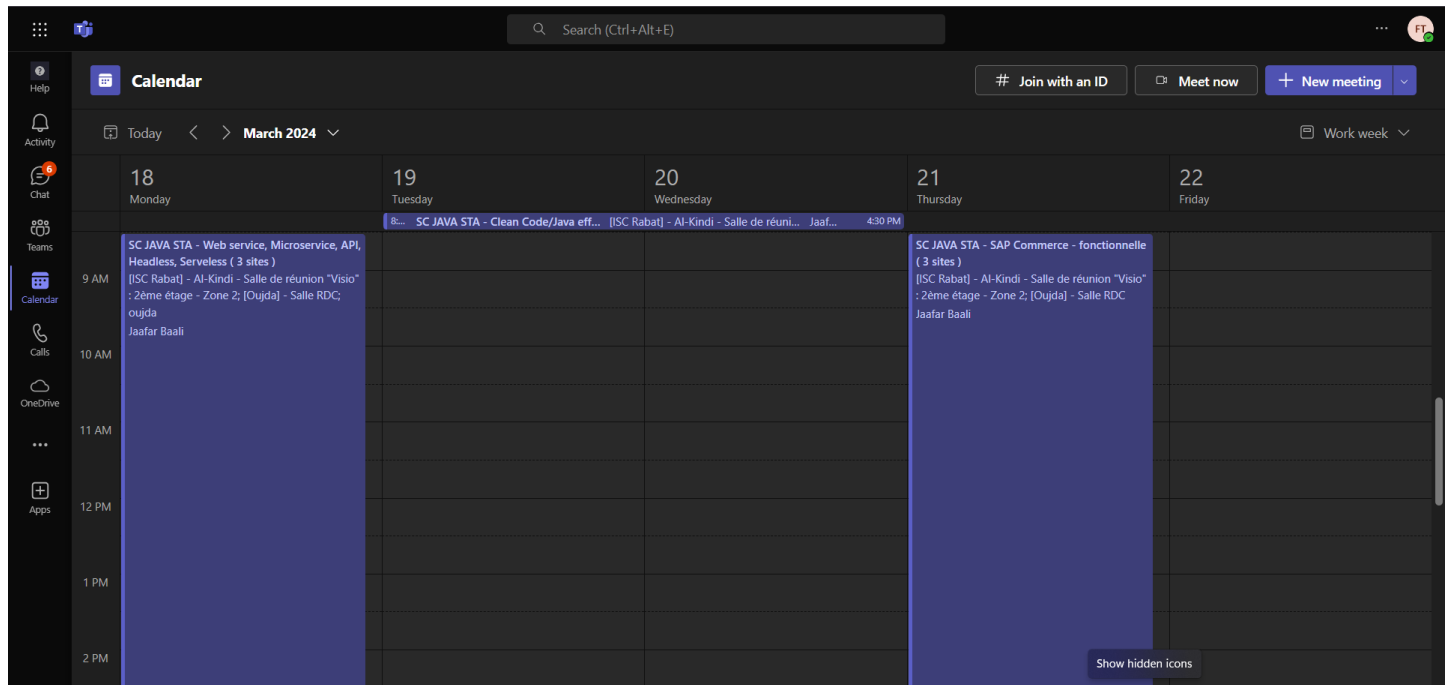 Search (Ctrl+Alt+E)
FT
Help
Activity
6
Chat
Teams
Calendar
Calls
OneDrive
Apps
Calendar
# Join with an ID
Meet now
+ New meeting
Today
March 2024
Work week
18
Monday
19
Tuesday
20
Wednesday
21
Thursday
22
Friday
8:... SC JAVA STA - Clean Code/Java eff... [ISC Rabat] - Al-Kindi - Salle de réuni... Jaaf... 4:30 PM
9 AM
10 AM
11 AM
12 PM
1 PM
2 PM
SC JAVA STA - Web service, Microservice, API,
Headless, Serveless ( 3 sites )
[ISC Rabat] - Al-Kindi - Salle de réunion "Visio"
: 2ème étage - Zone 2; [Oujda] - Salle RDC;
oujda
Jaafar Baali
SC JAVA STA - SAP Commerce - fonctionnelle
( 3 sites )
[ISC Rabat] - Al-Kindi - Salle de réunion "Visio"
: 2ème étage - Zone 2; [Oujda] - Salle RDC
Jaafar Baali
Show hidden icons